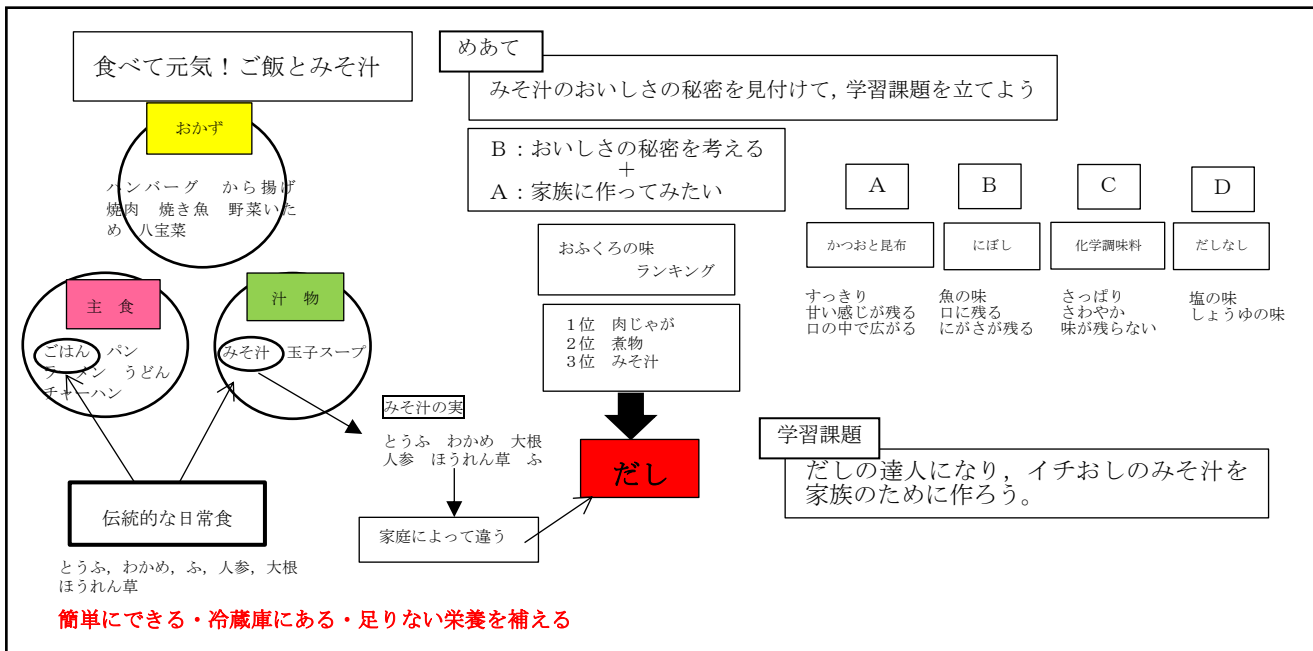 食べて元気！ご飯とみそ汁
おかず
ハンバーグ　から揚げ
焼肉　焼き魚　野菜いた
め　八宝菜
主　食
ごはん　パン
ラーメン　うどん
チャーハン
汁　物
みそ汁　玉子スープ
伝統的な日常食
とうふ，わかめ，ふ，人参，大根
ほうれん草
簡単にできる・冷蔵庫にある・足りない栄養を補える
めあて
みそ汁のおいしさの秘密を見付けて，学習課題を立てよう
Ｂ：おいしさの秘密を考える
＋
Ａ：家族に作ってみたい
おふくろの味
ランキング
１位　肉じゃが
２位　煮物
３位　みそ汁
みそ汁の実
とうふ　わかめ　大根
人参　ほうれん草　ふ
家庭によって違う
だし
Ａ
かつおと昆布
すっきり
甘い感じが残る
口の中で広がる
Ｂ
にぼし
魚の味
口に残る
にがさが残る
Ｃ
化学調味料
さっぱり
さわやか
味が残らない
Ｄ
だしなし
塩の味
しょうゆの味
学習課題
だしの達人になり，イチおしのみそ汁を
家族のために作ろう。